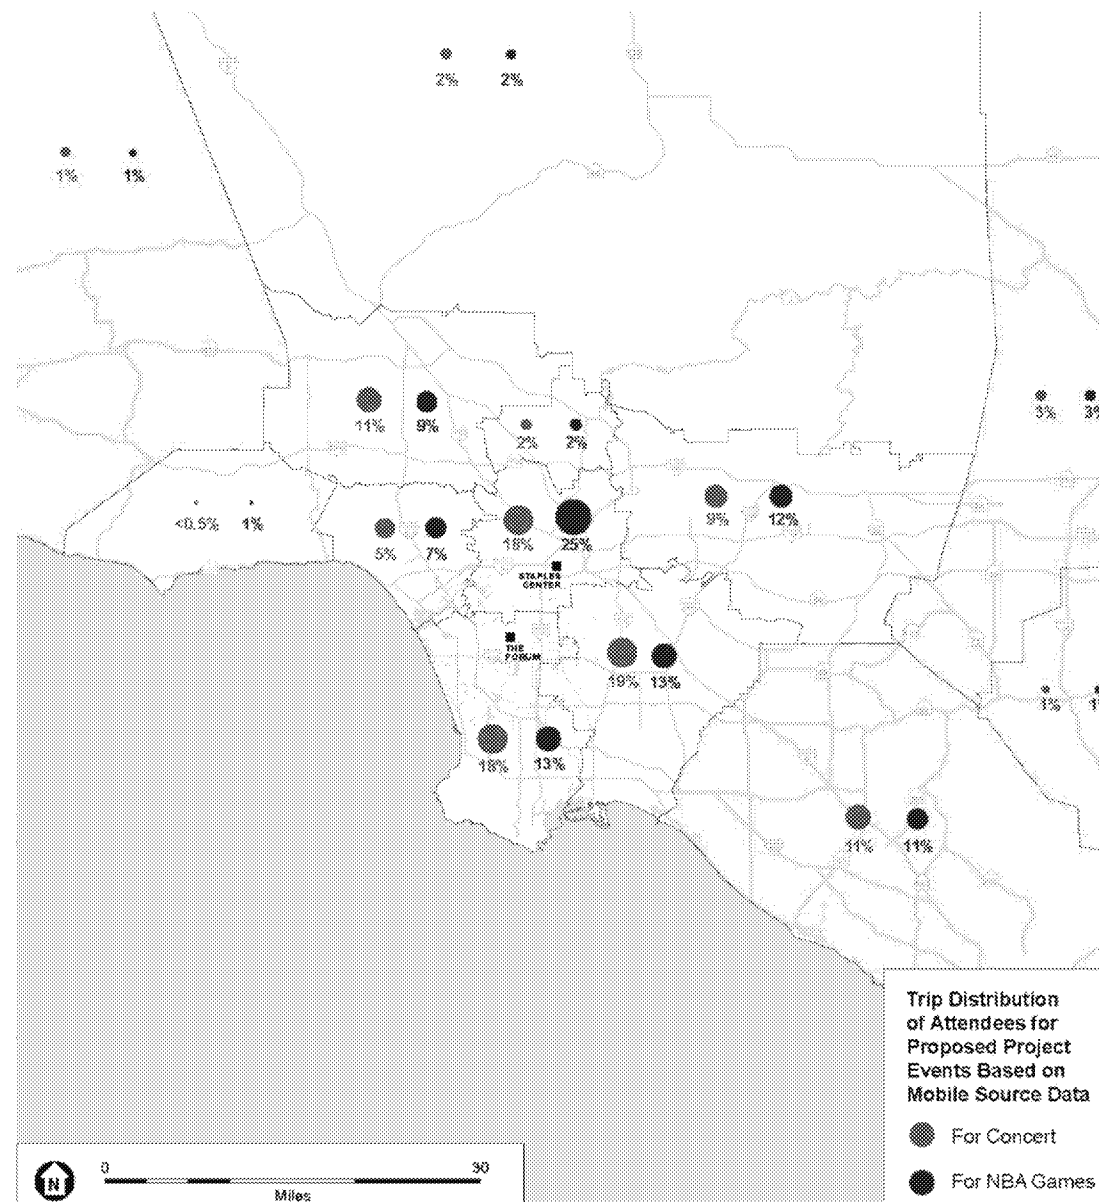 2% 2%
1% 1%
11% 9%
2% 2%
3% 3%
<0.5% 1%
5% 7%
18% 25%
9% 12%
STAPLES
CENTER
THE
FORUM
19% 13%
1%
18% 13%
11% 11%
Trip Distribution
of Attendees for
Proposed Project
Events Based on
Mobile Source Data
For Concert
For NBA Games
N
0 30
Miles